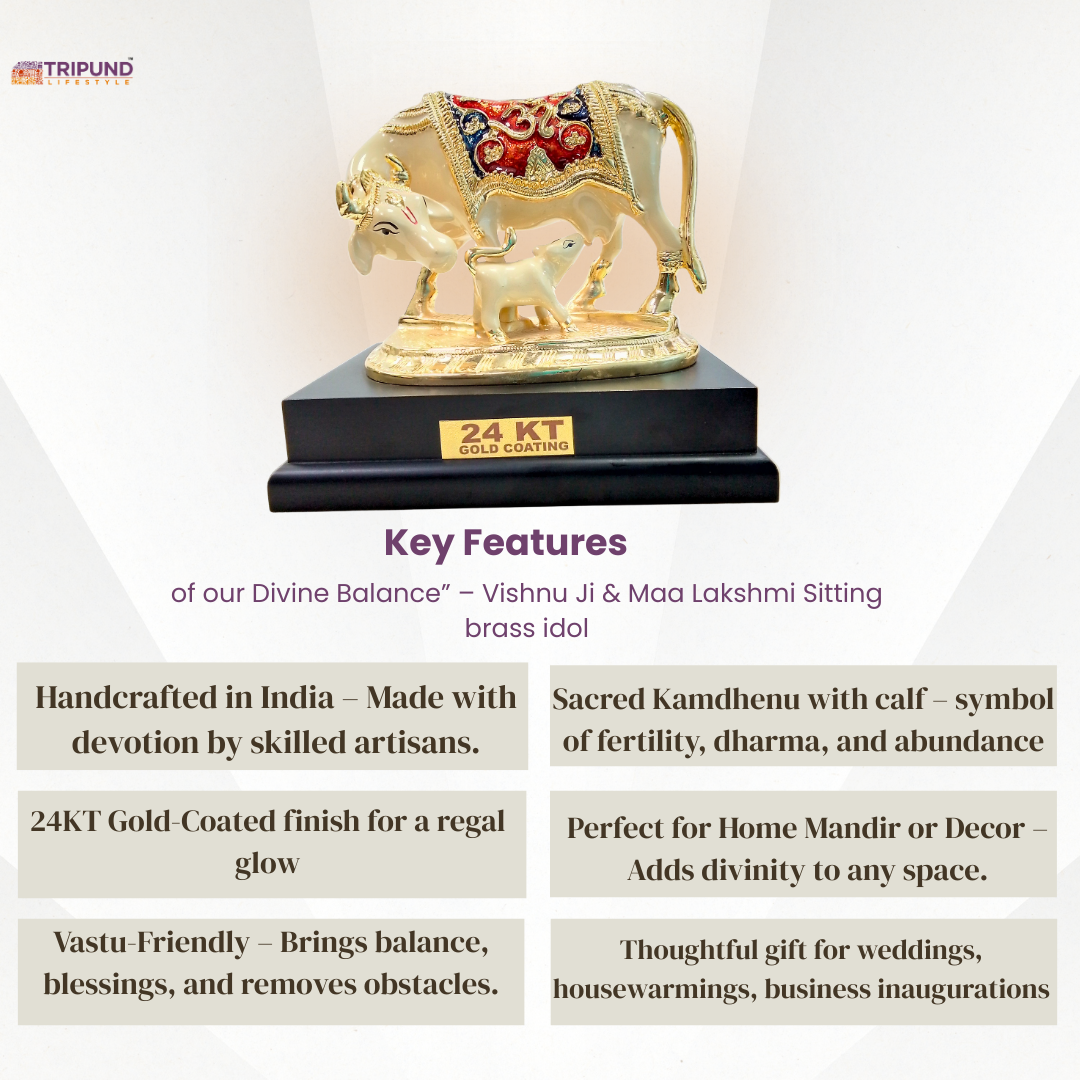 TRIPUND™
LIFESTYLE
ॐ
24 KT
GOLD COATING
Key Features
of our Divine Balance” – Vishnu Ji & Maa Lakshmi Sitting
brass idol
Handcrafted in India – Made with
devotion by skilled artisans.
Sacred Kamdhenu with calf – symbol
of fertility, dharma, and abundance
24KT Gold-Coated finish for a regal
glow
Perfect for Home Mandir or Decor –
Adds divinity to any space.
Vastu-Friendly – Brings balance,
blessings, and removes obstacles.
Thoughtful gift for weddings,
housewarmings, business inaugurations